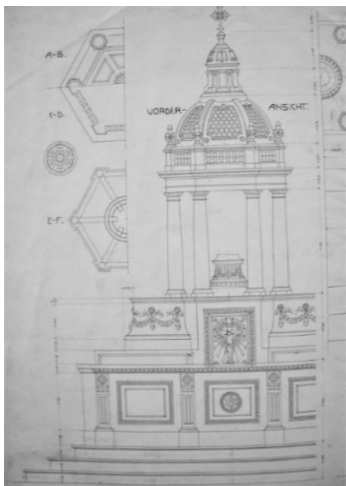 A-B.
VORDER-
ANSICHT.
C-D.
E-F.